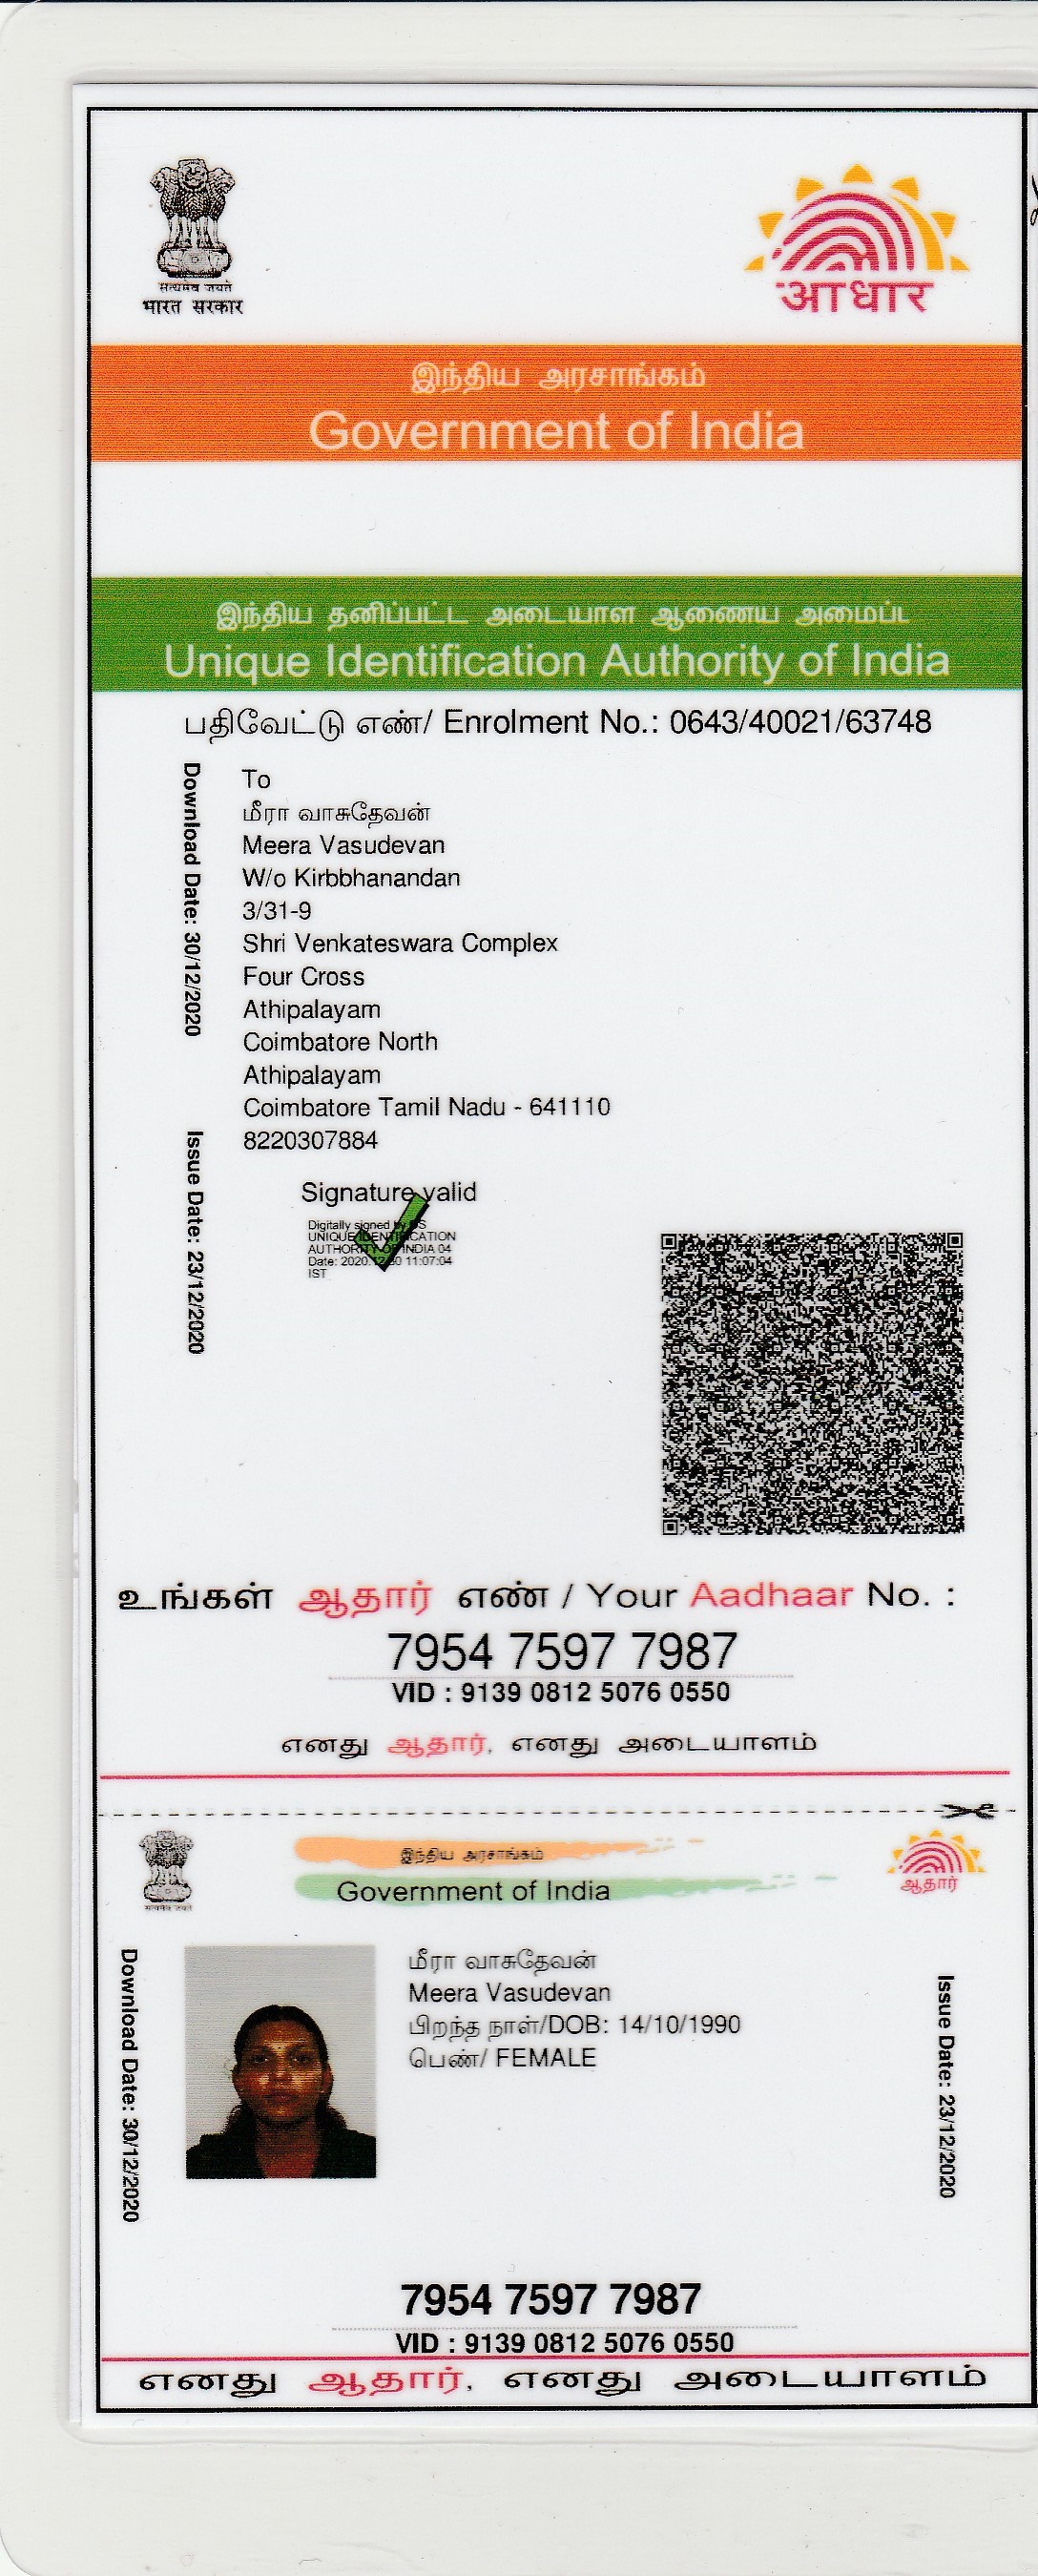 सत्यमेव जयते
भारत सरकार
आधार
இந்திய அரசாங்கம்
Government of India
இந்திய தனிப்பட்ட அடையாள ஆணைய அமைப்ட
Unique Identification Authority of India
பதிவேட்டு எண்/ Enrolment No.: 0643/40021/63748
Download Date: 30/12/2020
Issue Date: 23/12/2020
To
மீரா வாசுதேவன்
Meera Vasudevan
W/o Kirbbhanandan
3/31-9
Shri Venkateswara Complex
Four Cross
Athipalayam
Coimbatore North
Athipalayam
Coimbatore Tamil Nadu - 641110
8220307884
Signature valid
Digitally signed by DS
UNIQUE IDENTIFICATION
AUTHORITY OF INDIA 04
Date: 2020.12.30 11:07:04
IST
உங்கள் ஆதார் எண் / Your Aadhaar No. :
7954 7597 7987
VID : 9139 0812 5076 0550
எனது ஆதார், எனது அடையாளம்
இந்திய அரசாங்கம்
Government of India
ஆதார்
Download Date: 30/12/2020
மீரா வாசுதேவன்
Meera Vasudevan
பிறந்த நாள்/DOB: 14/10/1990
பெண்/ FEMALE
Issue Date: 23/12/2020
7954 7597 7987
VID : 9139 0812 5076 0550
எனது ஆதார், எனது அடையாளம்